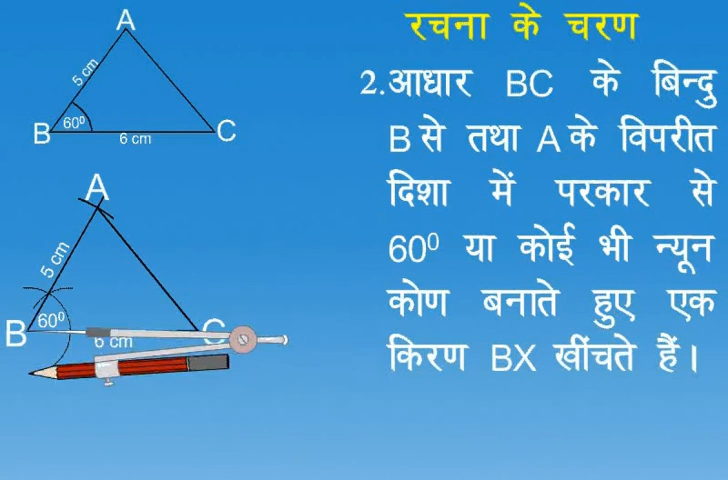 A
5 cm
B 60⁰ C
6 cm
A
5 cm
B 60⁰ C
6 cm
रचना के चरण
2.आधार BC के बिन्दु
B से तथा A के विपरीत
दिशा में परकार से
60⁰ या कोई भी न्यून
कोण बनाते हुए एक
किरण BX खींचते हैं।